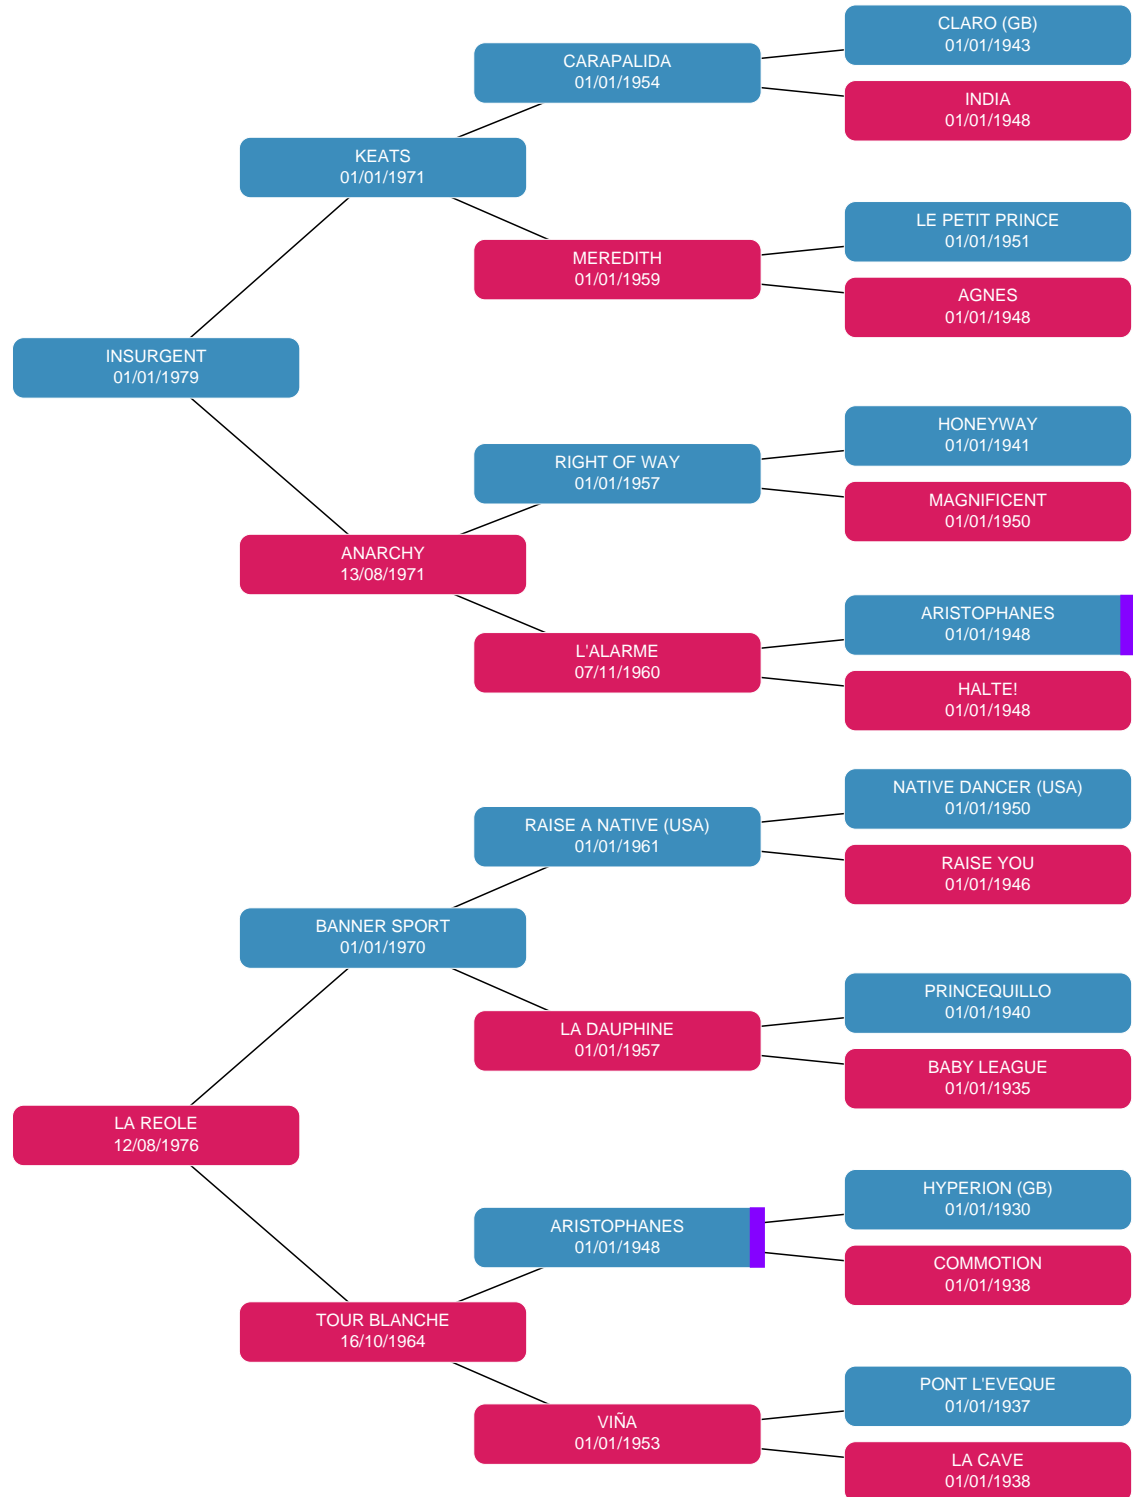 CLARO (GB)
01/01/1943
CARAPALIDA
01/01/1954
INDIA
01/01/1948
KEATS
01/01/1971
LE PETIT PRINCE
01/01/1951
MEREDITH
01/01/1959
AGNES
01/01/1948
INSURGENT
01/01/1979
HONEYWAY
01/01/1941
RIGHT OF WAY
01/01/1957
MAGNIFICENT
01/01/1950
ANARCHY
13/08/1971
ARISTOPHANES
01/01/1948
L'ALARME
07/11/1960
HALTE!
01/01/1948
NATIVE DANCER (USA)
01/01/1950
RAISE A NATIVE (USA)
01/01/1961
RAISE YOU
01/01/1946
BANNER SPORT
01/01/1970
PRINCEQUILLO
01/01/1940
LA DAUPHINE
01/01/1957
BABY LEAGUE
01/01/1935
LA REOLE
12/08/1976
HYPERION (GB)
01/01/1930
ARISTOPHANES
01/01/1948
COMMOTION
01/01/1938
TOUR BLANCHE
16/10/1964
PONT L'EVEQUE
01/01/1937
VIÑA
01/01/1953
LA CAVE
01/01/1938